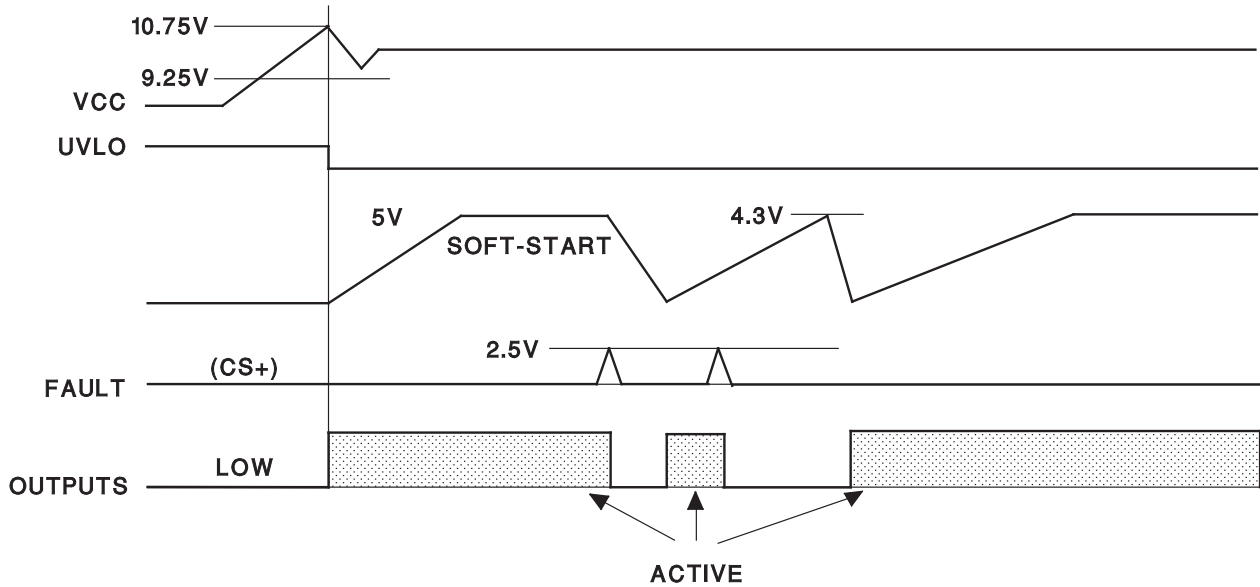 10.75V
9.25V
VCC
UVLO
5V
4.3V
SOFT-START
2.5V
(CS+)
FAULT
LOW
OUTPUTS
ACTIVE